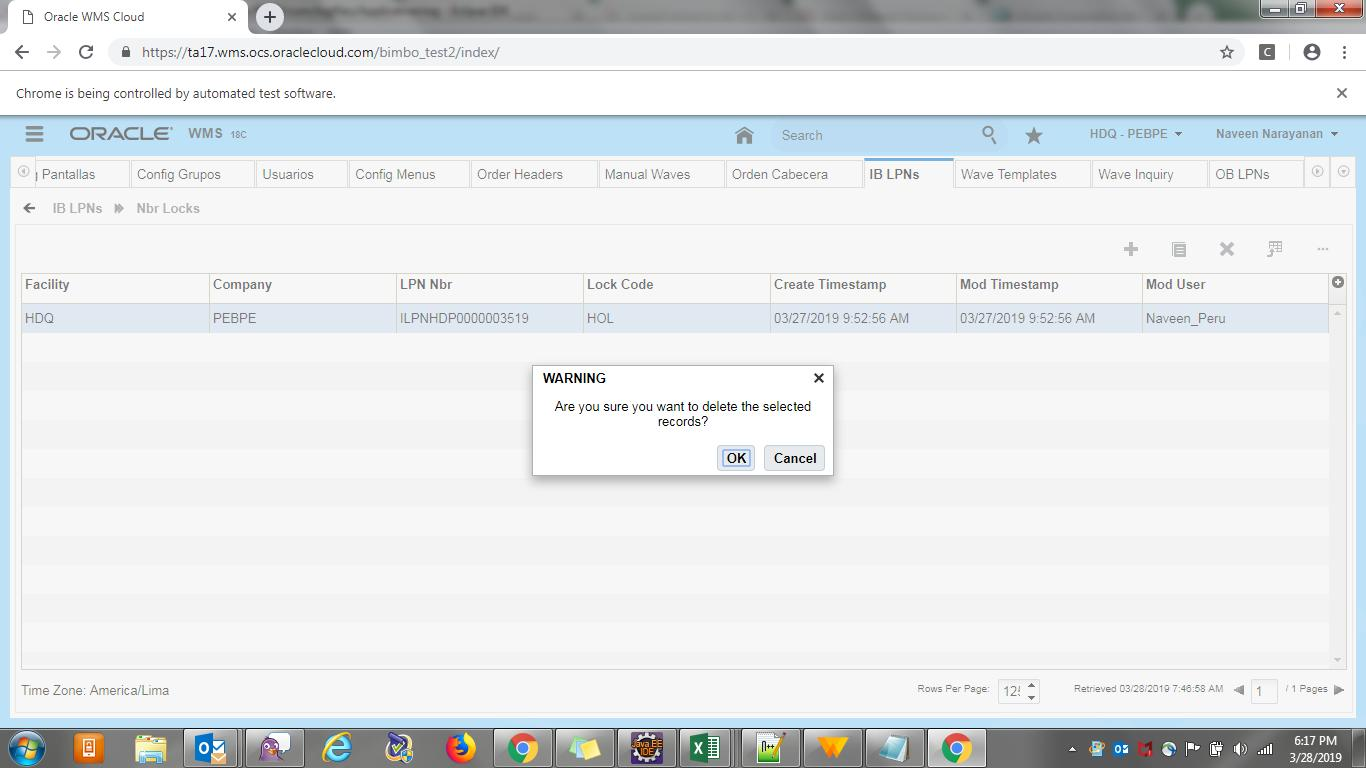 Oracle WMS Cloud
https://ta17.wms.ocs.oraclecloud.com/bimbo_test2/index/
C
Chrome is being controlled by automated test software.
ORACLE WMS 18C
Search
HDQ - PEBPE
Naveen Narayanan
Pantallas
Config Grupos
Usuarios
Config Menus
Order Headers
Manual Waves
Orden Cabecera
IB LPNs
Wave Templates
Wave Inquiry
OB LPNs
IB LPNs Nbr Locks
Facility Company LPN Nbr Lock Code Create Timestamp Mod Timestamp Mod User
HDQ PEBPE ILPNHDP0000003519 HOL 03/27/2019 9:52:56 AM 03/27/2019 9:52:56 AM Naveen_Peru
WARNING
Are you sure you want to delete the selected
records?
OK Cancel
Time Zone: America/Lima
Rows Per Page:
Retrieved 03/28/2019 7:46:58 AM
1 / 1 Pages
6:17 PM
3/28/2019